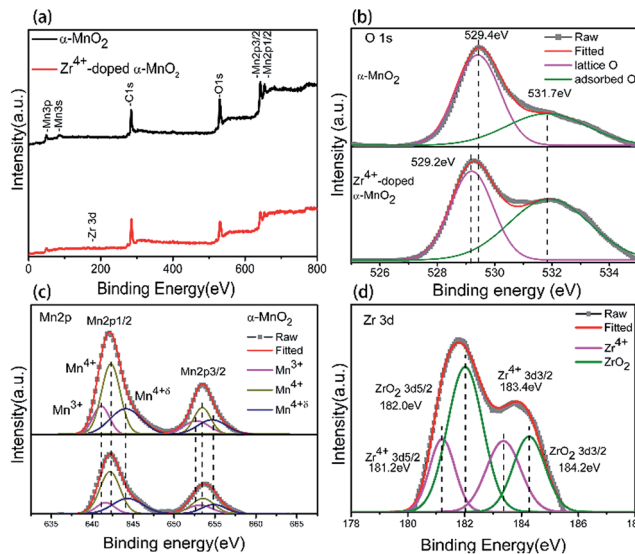 (a)
α-MnO₂
Zr⁴⁺-doped α-MnO₂
-Mn3p
-Mn3s
-C1s
-O1s
-Mn2p3/2
-Mn2p1/2
-Zr 3d
Intensity(a.u.)
0 200 400 600 800
Binding Energy(eV)
(b)
O 1s
529.4eV
α-MnO₂
Raw
Fitted
lattice O
adsorbed O
531.7eV
529.2eV
Zr⁴⁺-doped
α-MnO₂
Intensity(a.u.)
526 528 530 532 534
Binding Energy(eV)
(c)
Mn2p
α-MnO₂
Mn2p1/2
Mn2p3/2
Mn⁴⁺
Mn³⁺
Mn⁴⁺δ
Raw
Fitted
Mn³⁺
Mn⁴⁺
Mn⁴⁺δ
Intensity(a.u.)
635 640 645 650 655 660 665
Binding energy(eV)
(d)
Zr 3d
Raw
Fitted
Zr⁴⁺
ZrO₂
ZrO₂ 3d5/2
182.0eV
Zr⁴⁺ 3d3/2
183.4eV
Zr⁴⁺ 3d5/2
181.2eV
ZrO₂ 3d3/2
184.2eV
Intensity(a.u.)
178 180 182 184 186
Binding Energy(eV)